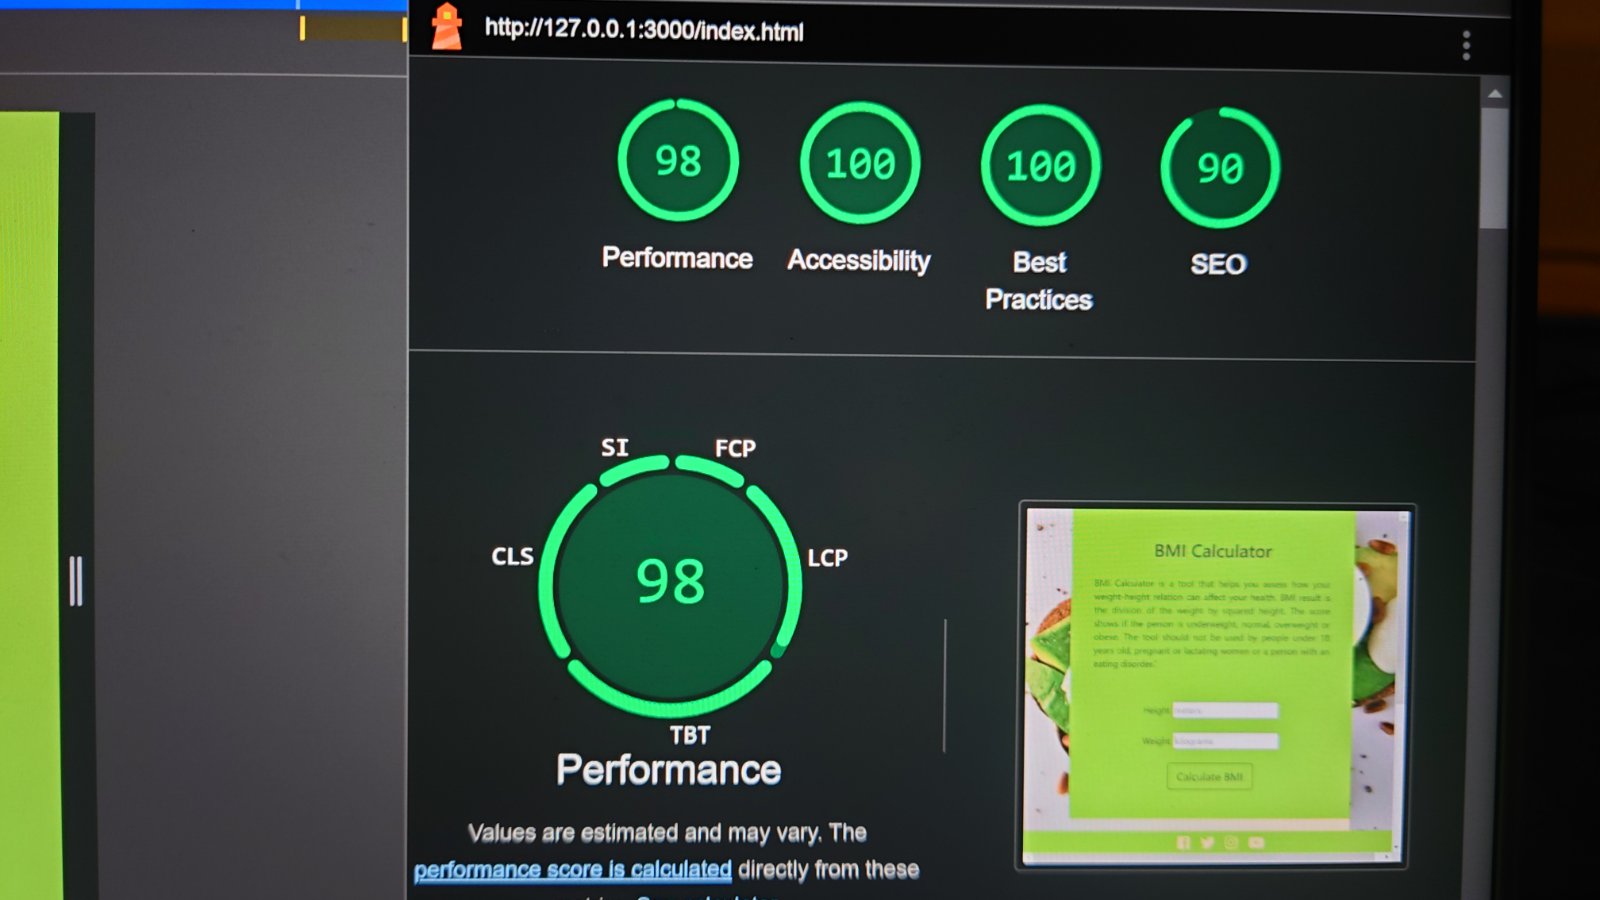 http://127.0.0.1:3000/index.html
98
100
100
90
Performance
Accessibility
Best
Practices
SEO
SI
FCP
CLS
LCP
98
TBT
Performance
Values are estimated and may vary. The
performance score is calculated directly from these
BMI Calculator
BMI Calculator is a tool that helps you assess how your
weight-height relation can affect your health. BMI result is
the division of the weight by squared height. The score
shows if the person is underweight, normal, overweight or
obese. The tool should not be used by people under 18
years old, pregnant or lactating women or a person with an
eating disorder.
Height meters
Weight kilograms
Calculate BMI